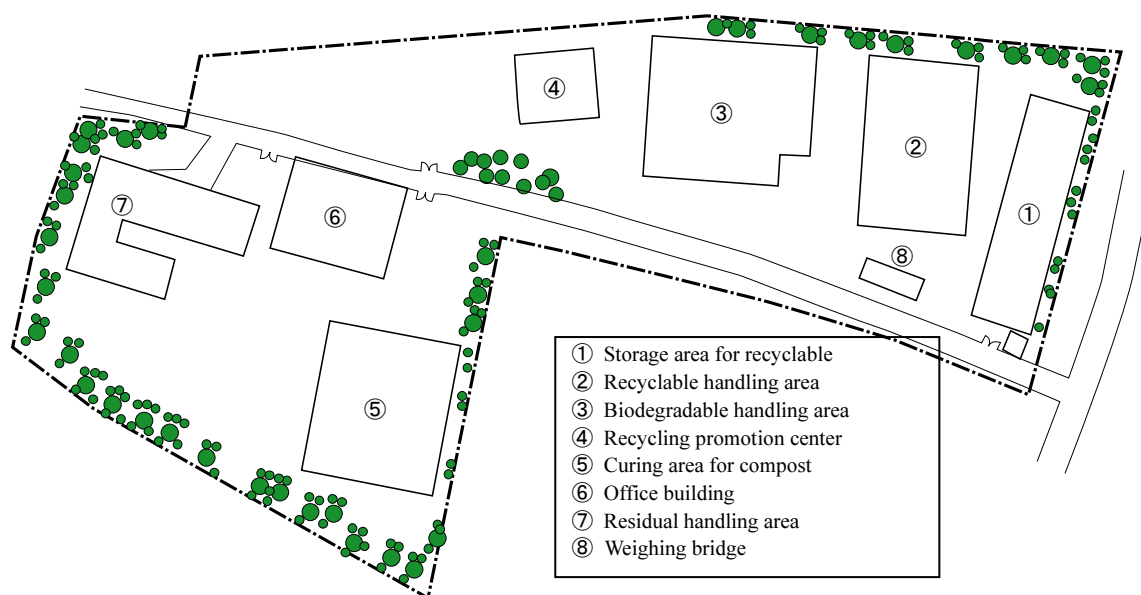 ④
③
②
①
⑦
⑥
⑧
⑤
① Storage area for recyclable
② Recyclable handling area
③ Biodegradable handling area
④ Recycling promotion center
⑤ Curing area for compost
⑥ Office building
⑦ Residual handling area
⑧ Weighing bridge